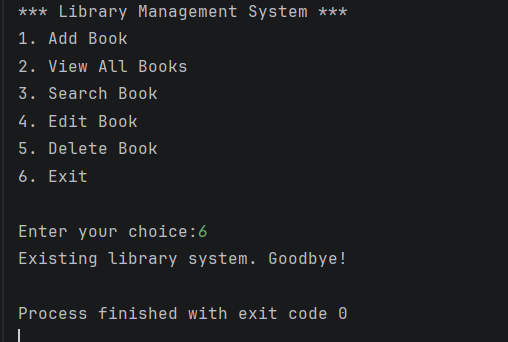 *** Library Management System ***
1. Add Book
2. View All Books
3. Search Book
4. Edit Book
5. Delete Book
6. Exit
Enter your choice:6
Existing library system. Goodbye!
Process finished with exit code 0